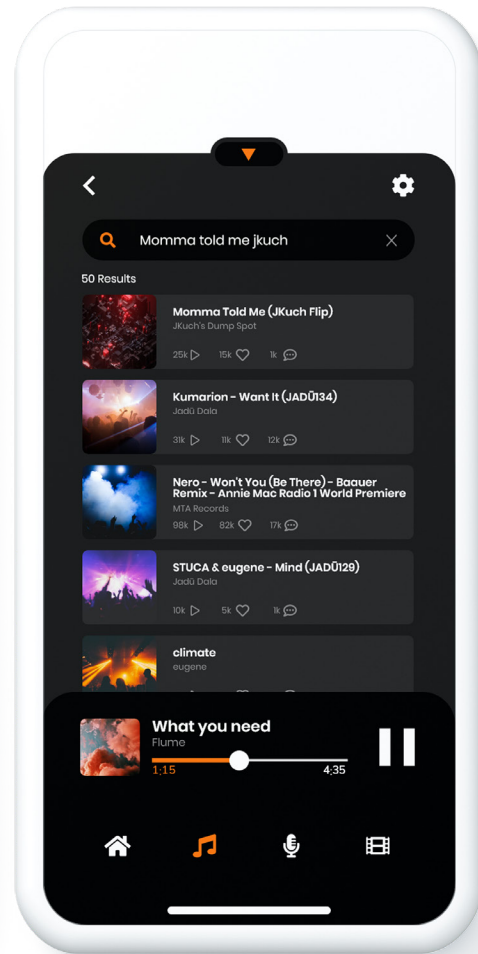 Momma told me jkuch
50 Results
Momma Told Me (JKuch Flip)
JKuch's Dump Spot
25k 15k 1k
Kumarion - Want It (JADŪ134)
Jadū Dala
31k 11k 12k
Nero - Won't You (Be There) - Baauer
Remix - Annie Mac Radio 1 World Premiere
MTA Records
98k 82k 17k
STUCA & eugene - Mind (JADŪ129)
Jadū Dala
10k 5k 1k
climate
eugene
What you need
Flume
1;15 4;35